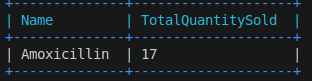 | Name | TotalQuantitySold |
| Amoxicillin | 17 |